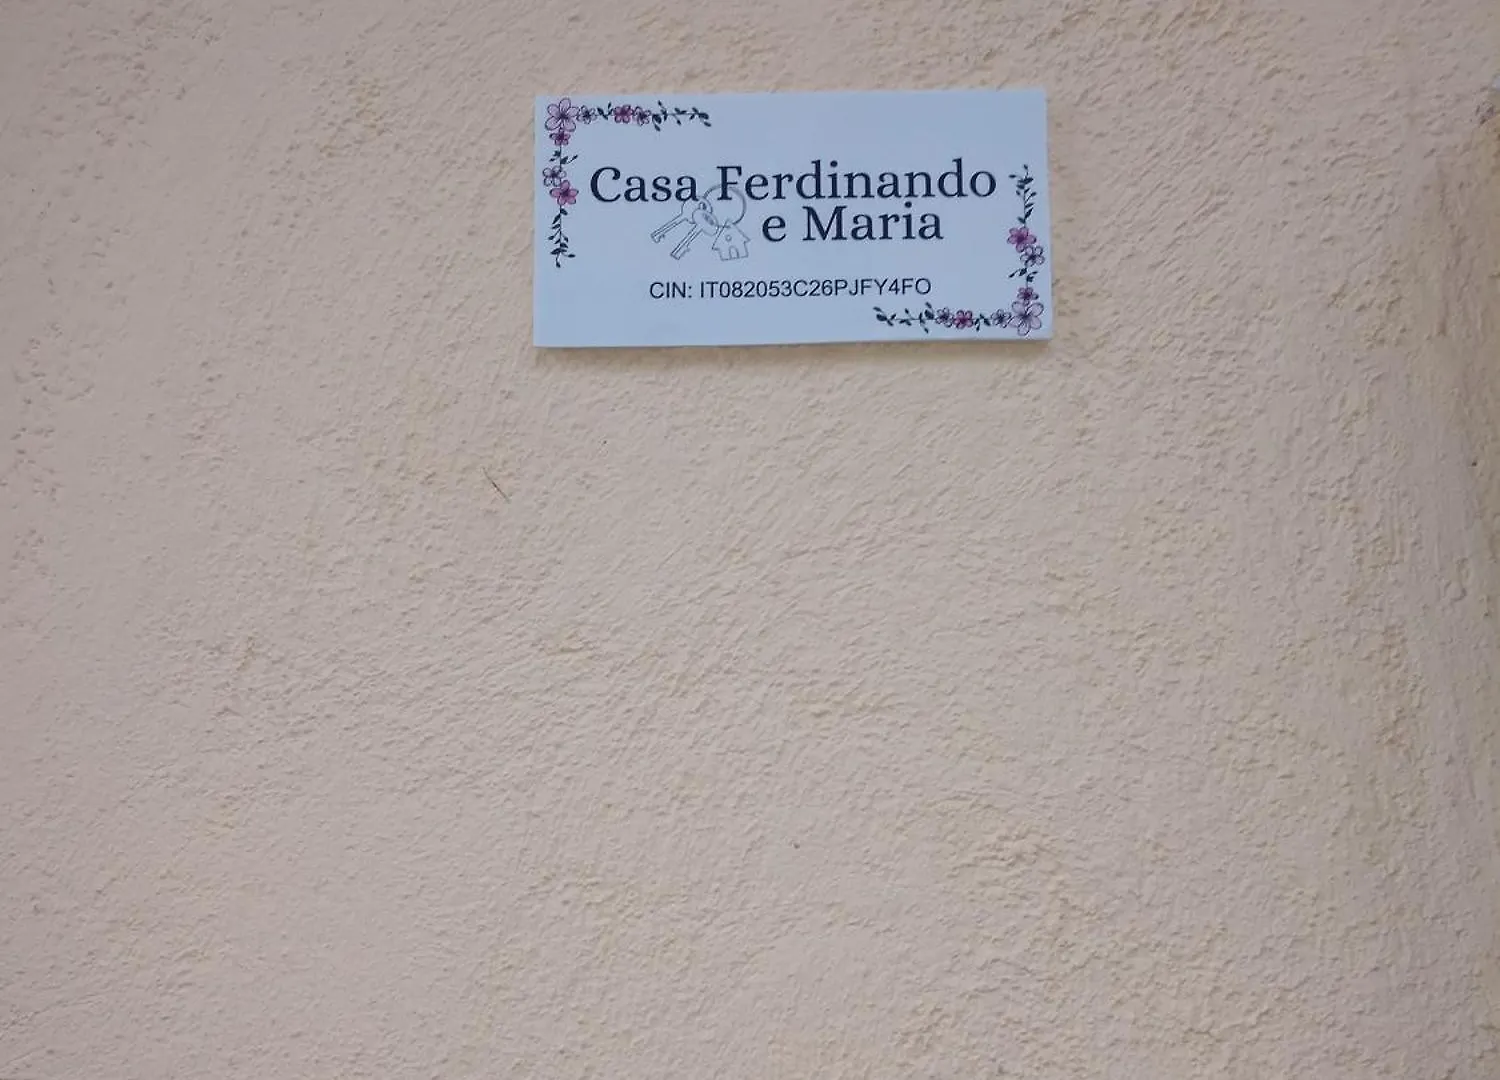 Casa Ferdinando
e Maria
CIN: IT082053C26PJFY4FO